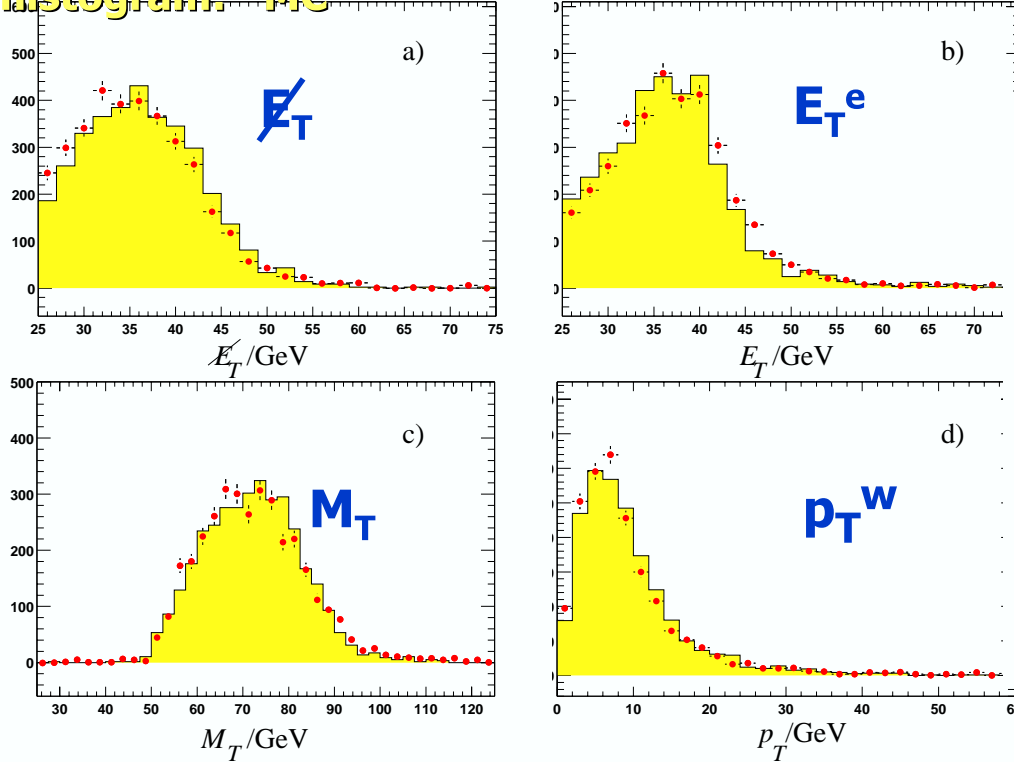 histogram: MC
a)
E̸T
500
400
300
200
100
0
25 30 35 40 45 50 55 60 65 70 75
E̸T /GeV
b)
ETe
25 30 35 40 45 50 55 60 65 70
ET /GeV
c)
MT
500
400
300
200
100
0
30 40 50 60 70 80 90 100 110 120
MT /GeV
d)
pTw
0 10 20 30 40 50
pT/GeV